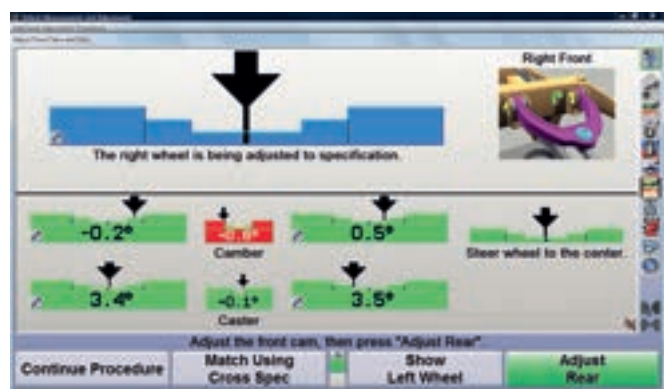 Right Front
The right wheel is being adjusted to specification.
-0.2°
0.5°
Camber
Steer wheel to the center.
3.4°
-0.1°
3.5°
Caster
Adjust the front cam, then press "Adjust Rear"
Continue Procedure
Match Using
Cross Spec
Show
Left Wheel
Adjust
Rear